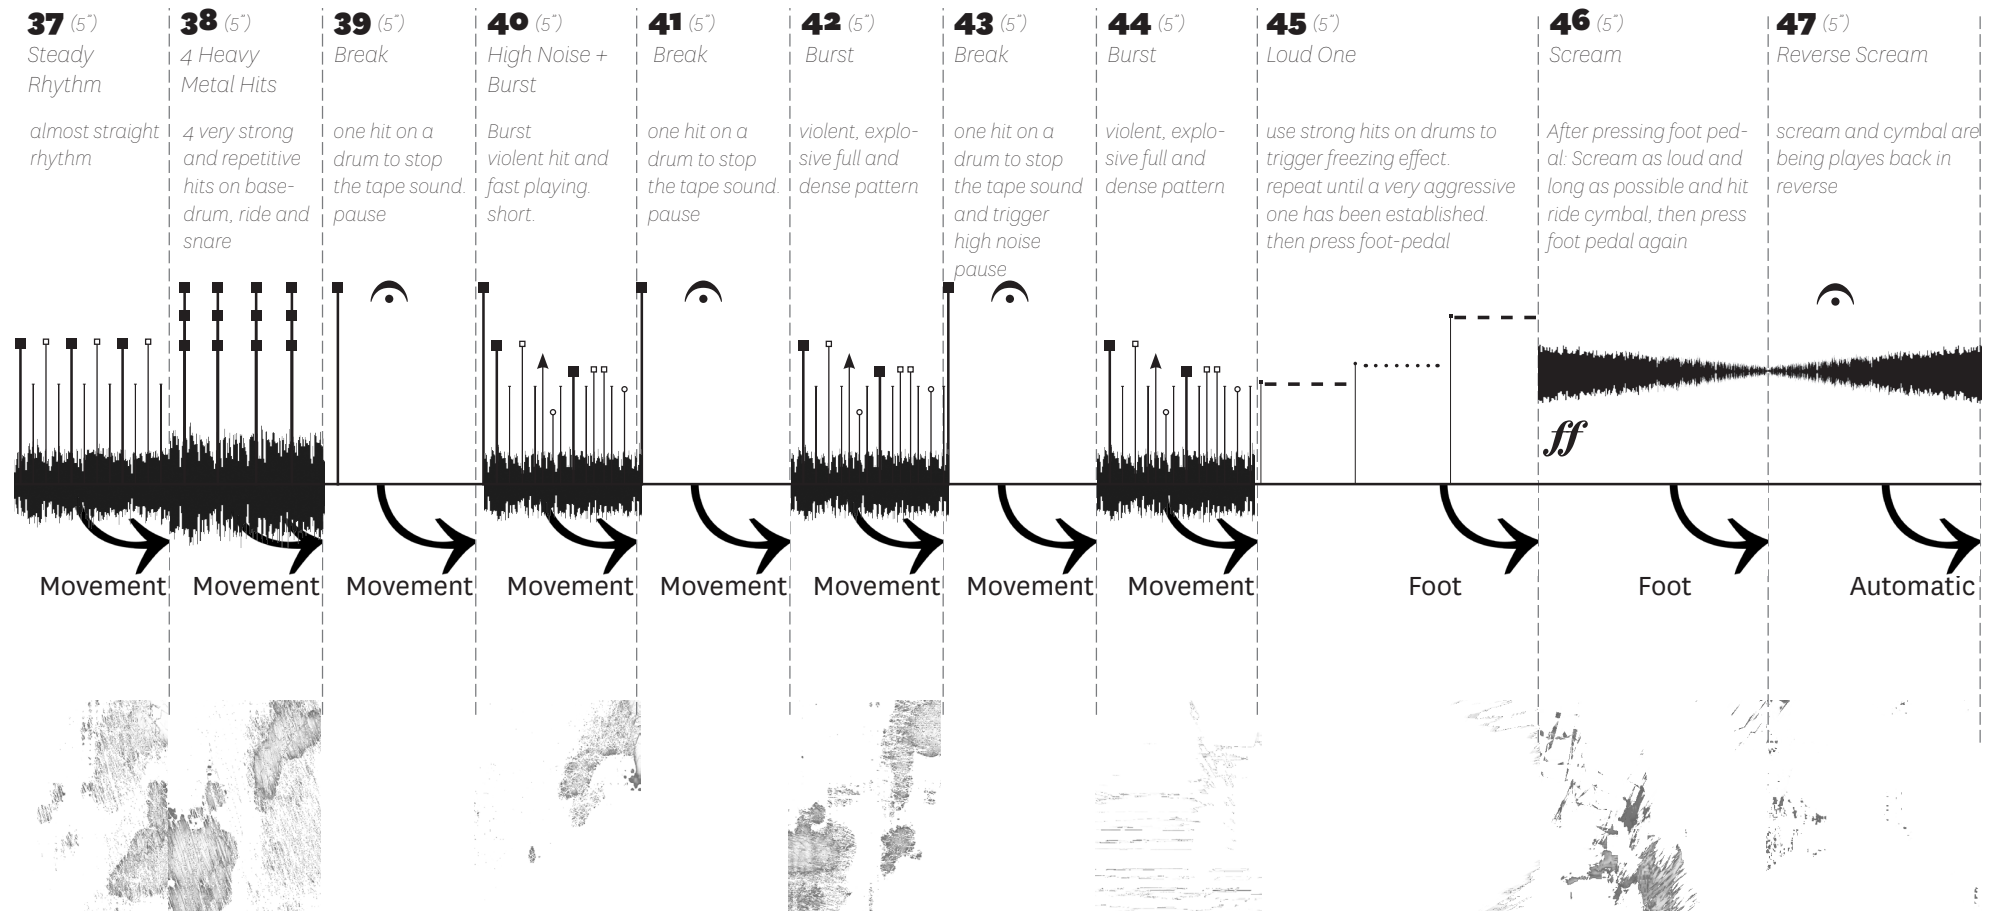 37 (5")
Steady
Rhythm
almost straight
rhythm
Movement
38 (5")
4 Heavy
Metal Hits
4 very strong
and repetitive
hits on base-
drum, ride and
snare
Movement
39 (5")
Break
one hit on a
drum to stop
the tape sound.
pause
Movement
40 (5")
High Noise +
Burst
Burst
violent hit and
fast playing.
short.
Movement
41 (5")
Break
one hit on a
drum to stop
the tape sound.
pause
Movement
42 (5")
Burst
violent, explo-
sive full and
dense pattern
Movement
43 (5")
Break
one hit on a
drum to stop
the tape sound
and trigger
high noise
pause
Movement
44 (5")
Burst
violent, explo-
sive full and
dense pattern
Movement
45 (5")
Loud One
use strong hits on drums to
trigger freezing effect.
repeat until a very aggressive
one has been established.
then press foot-pedal
Foot
46 (5")
Scream
After pressing foot ped-
al: Scream as loud and
long as possible and hit
ride cymbal, then press
foot pedal again
ff
Foot
47 (5")
Reverse Scream
scream and cymbal are
being playes back in
reverse
Automatic